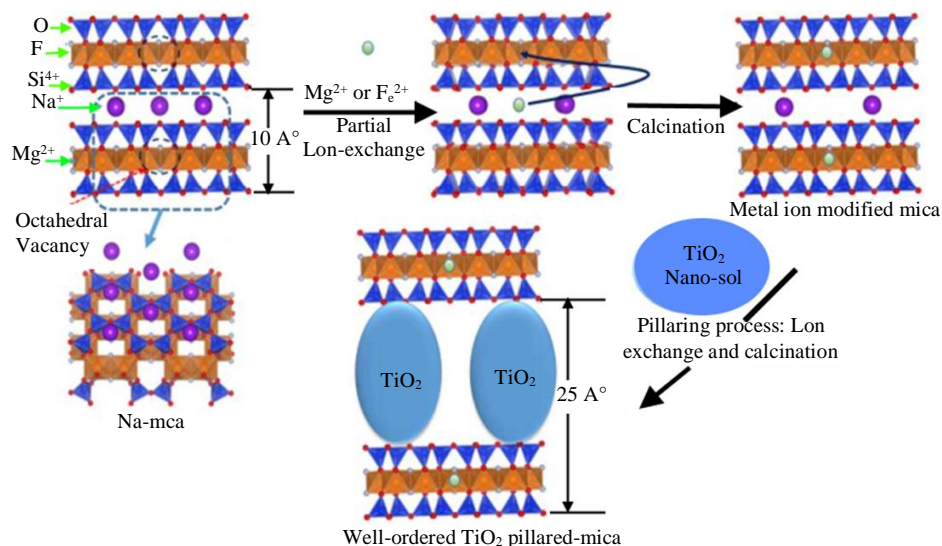 O
F
Si⁴⁺
Na⁺
Mg²⁺
Octahedral
Vacancy
10 A°
Na-mca
Mg²⁺ or Fₑ²⁺
Partial
Lon-exchange
Calcination
Metal ion modified mica
TiO₂
Nano-sol
Pillaring process: Lon
exchange and calcination
TiO₂
TiO₂
25 A°
Well-ordered TiO₂ pillared-mica